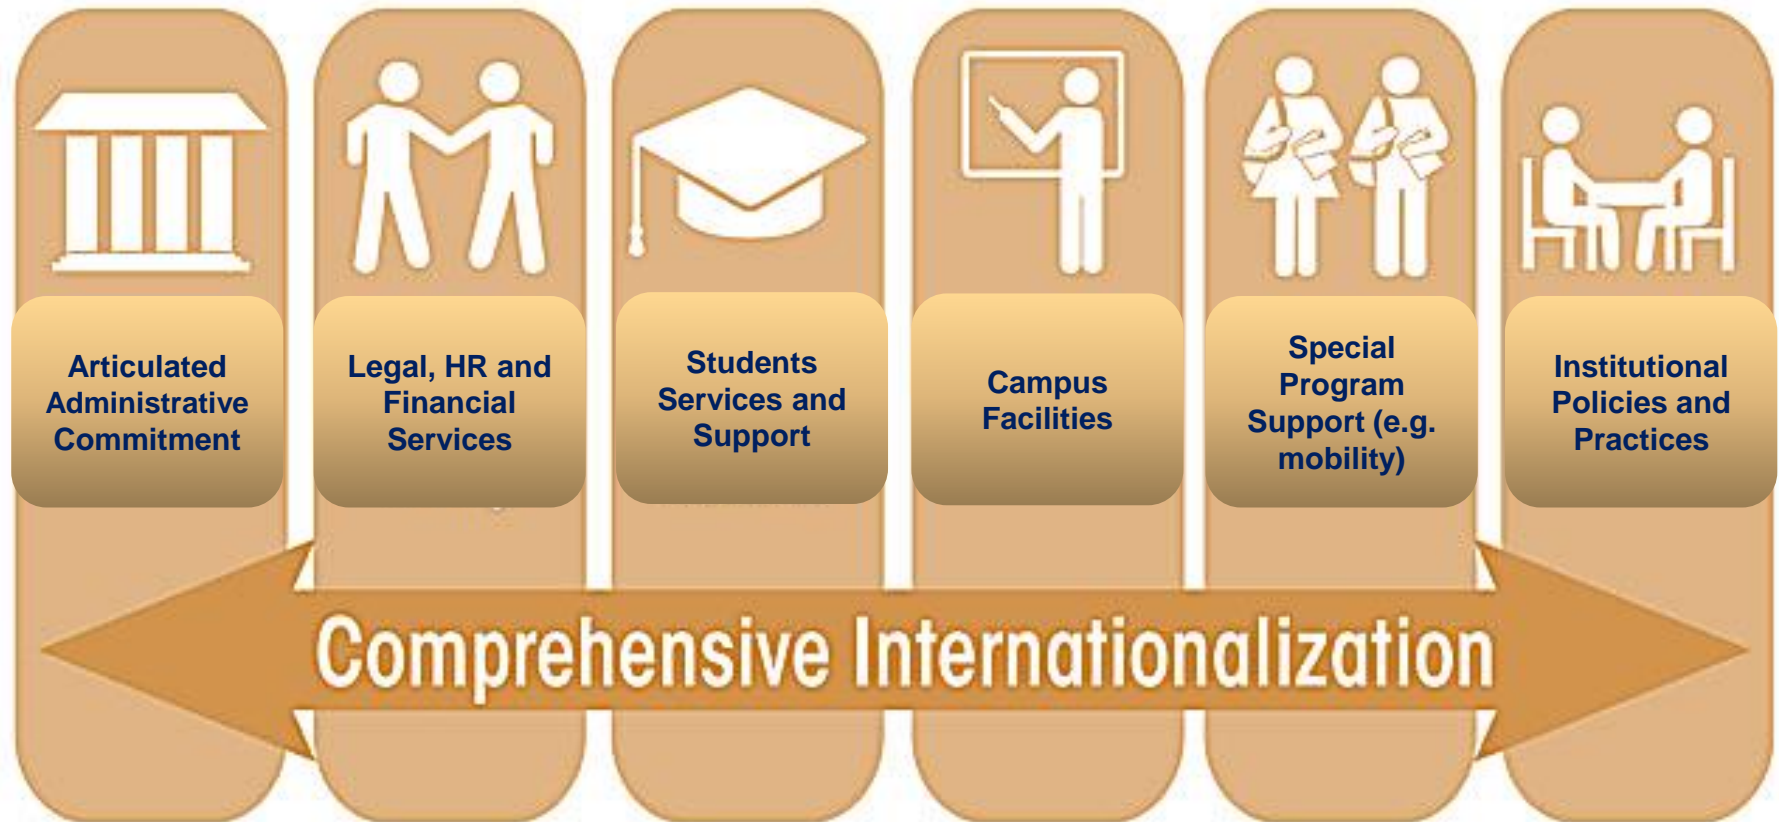 Articulated
Administrative
Commitment
Legal, HR and
Financial
Services
Students
Services and
Support
Campus
Facilities
Special
Program
Support (e.g.
mobility)
Institutional
Policies and
Practices
Comprehensive Internationalization